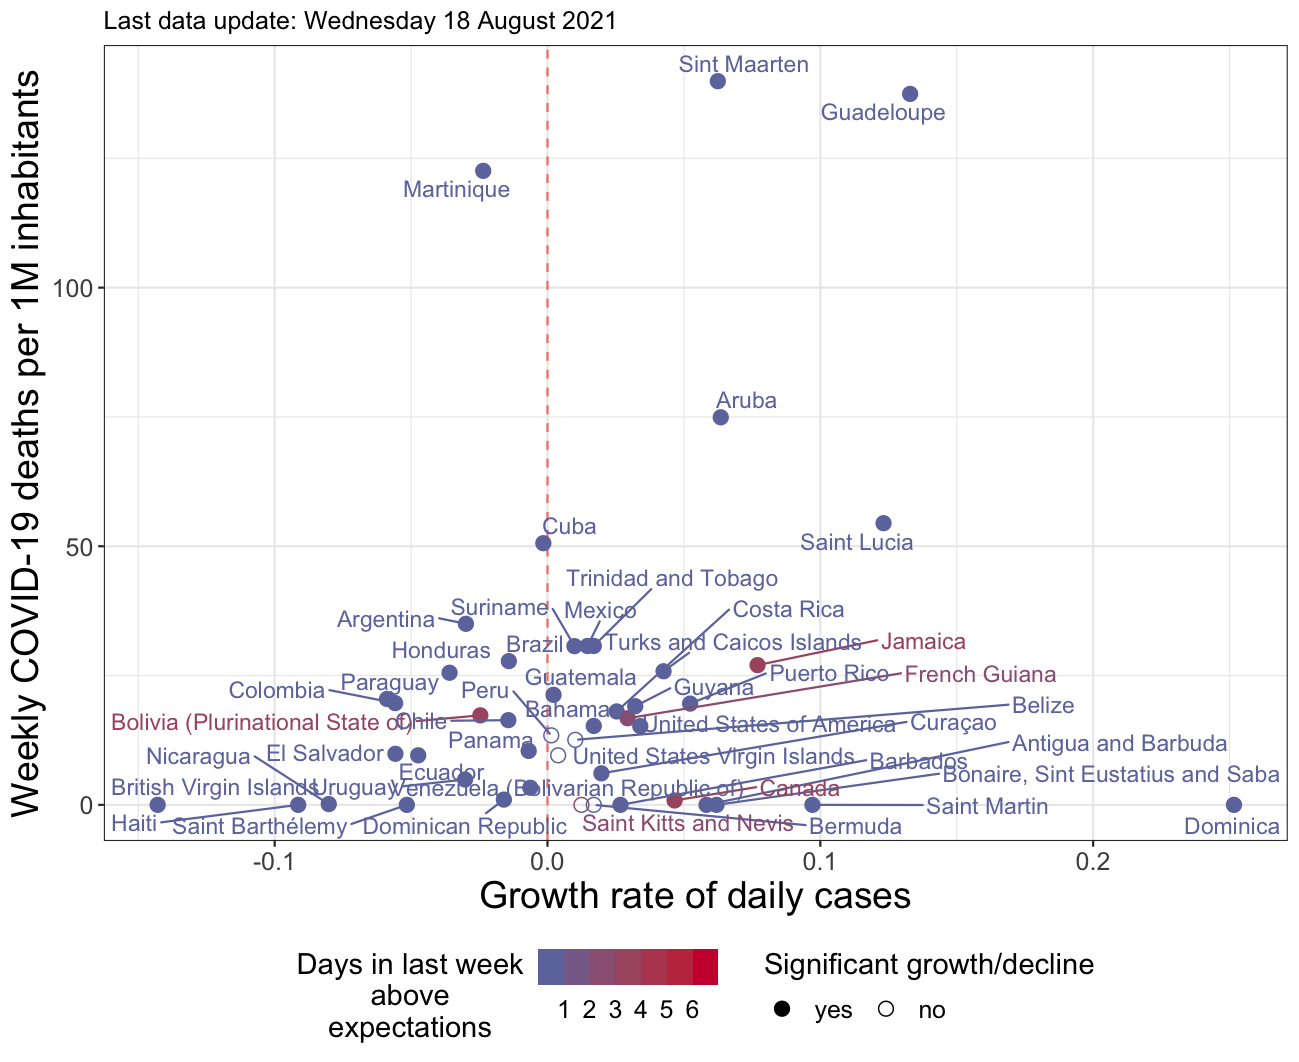 Last data update: Wednesday 18 August 2021
Weekly COVID-19 deaths per 1M inhabitants
Sint Maarten
Guadeloupe
Martinique
100
Aruba
Cuba
50
Saint Lucia
Trinidad and Tobago
Suriname
Mexico
Costa Rica
Argentina
Honduras
Brazil
Turks and Caicos Islands
Jamaica
Guatemala
Puerto Rico
French Guiana
Colombia
Paraguay
Peru
Guyana
Bahamas
Belize
Bolivia (Plurinational State of)
Chile
United States of America
Curaçao
Panama
Antigua and Barbuda
Nicaragua
El Salvador
United States Virgin Islands
Barbados
Ecuador
Bonaire, Sint Eustatius and Saba
British Virgin Islands
Uruguay
Venezuela (Bolivarian Republic of)
Canada
0
Saint Martin
Haiti
Saint Barthélemy
Dominican Republic
Saint Kitts and Nevis
Bermuda
Dominica
-0.1
0.0
0.1
0.2
Growth rate of daily cases
Days in last week
above
expectations
1 2 3 4 5 6
Significant growth/decline
yes
no